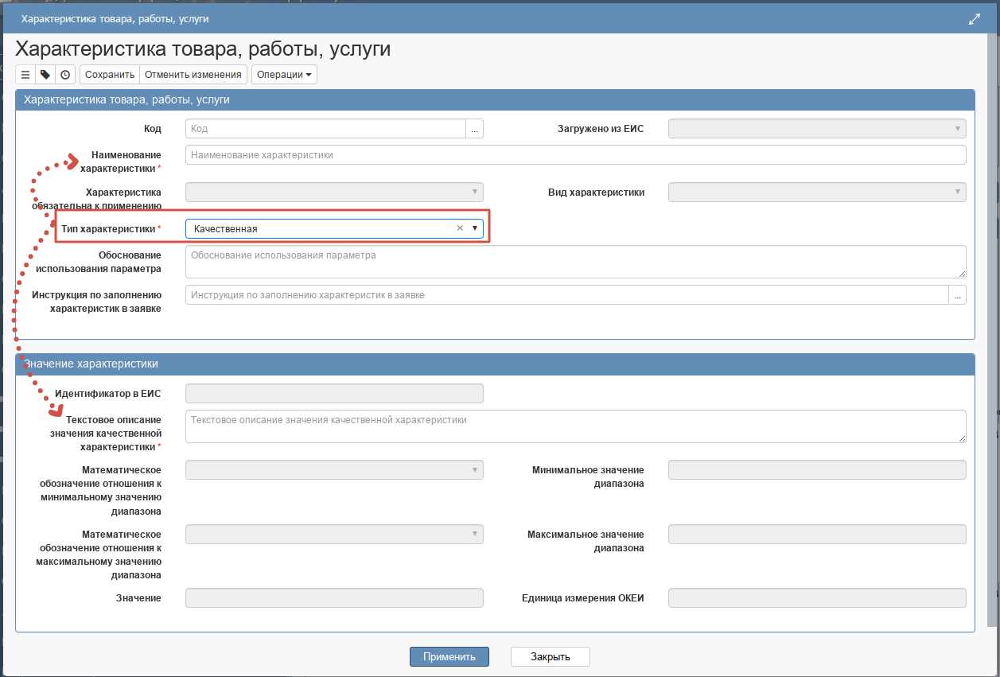 Характеристика товара, работы, услуги
Характеристика товара, работы, услуги
Сохранить Отменить изменения Операции
Характеристика товара, работы, услуги
Код Код ... Загружено из ЕИС
Наименование
характеристики * Наименование характеристики
Характеристика
обязательна к применению Вид характеристики
Тип характеристики * Качественная
Обоснование
использования параметра Обоснование использования параметра
Инструкция по заполнению
характеристик в заявке Инструкция по заполнению характеристик в заявке ...
Значение характеристики
Идентификатор в ЕИС
Текстовое описание
значения качественной
характеристики * Текстовое описание значения качественной характеристики
Математическое
обозначение отношения к
минимальному значению
диапазона
Минимальное значение
диапазона
Математическое
обозначение отношения к
максимальному значению
диапазона
Максимальное значение
диапазона
Значение Единица измерения ОКЕИ
Применить Закрыть